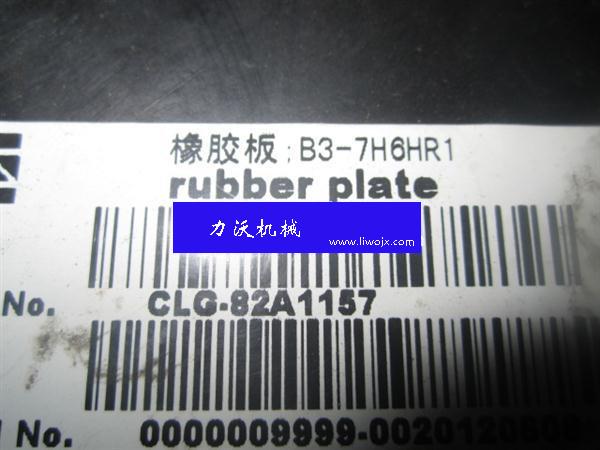 橡胶板;B3-7H6HR1
rubber plate
力沃机械
www.liwojx.com
No. CLG-82A1157
No. 0000009999-00201206